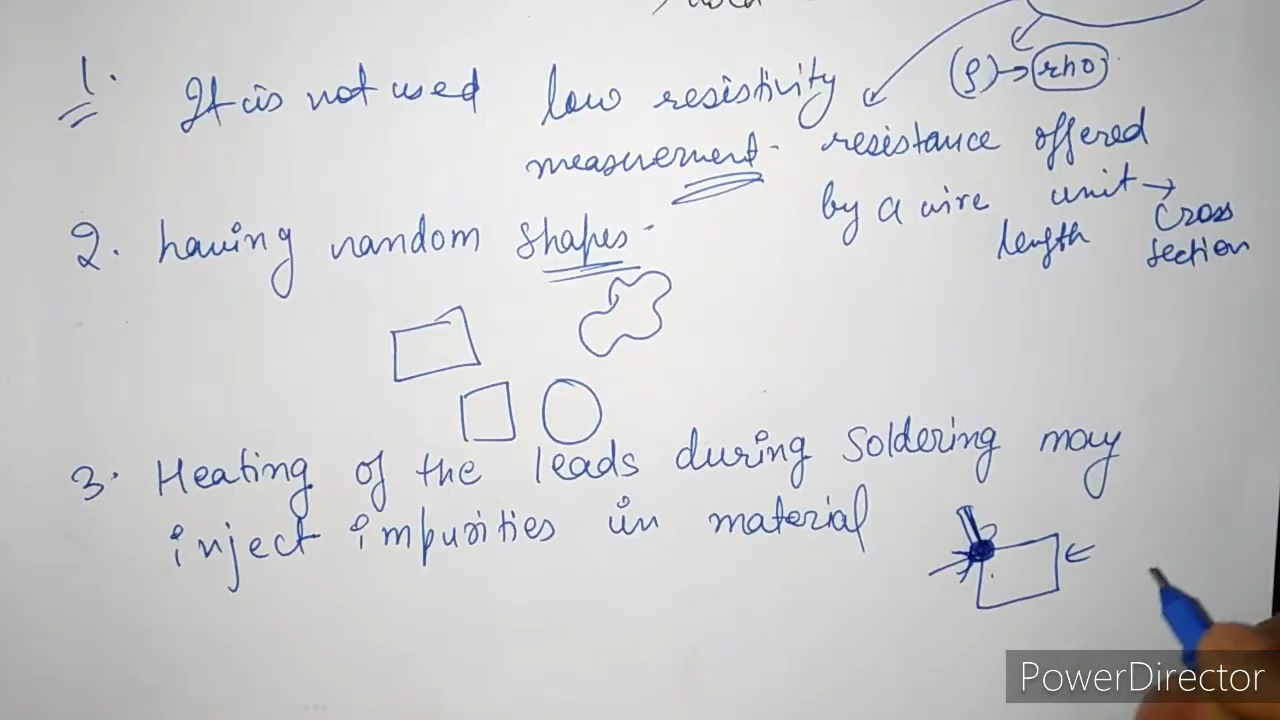 1. It is not used low resistivity
measurement.
(ρ)→rho
resistance offered
by a wire unit →
length
Cross
section
2. having random shapes.
3. Heating of the leads during soldering may
inject impurities in material
PowerDirector